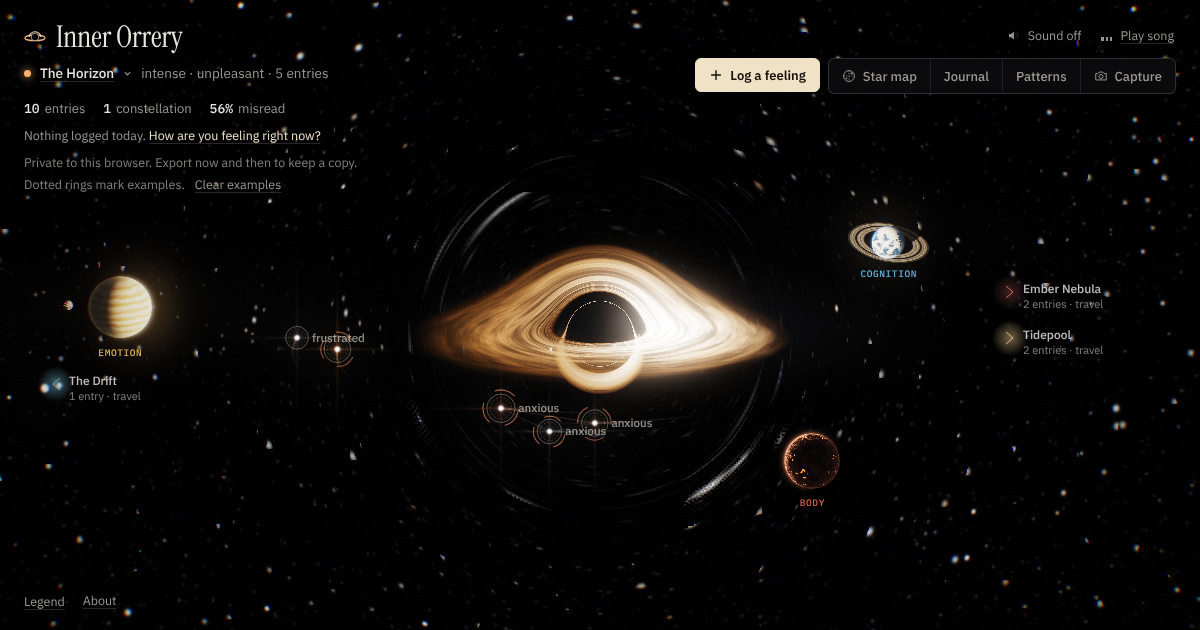 Inner Orrery
The Horizon intense · unpleasant · 5 entries
10 entries 1 constellation 56% misread
Nothing logged today. How are you feeling right now?
Private to this browser. Export now and then to keep a copy.
Dotted rings mark examples. Clear examples
Sound off Play song
+ Log a feeling Star map Journal Patterns Capture
COGNITION
Ember Nebula
2 entries · travel
Tidepool
2 entries · travel
EMOTION
The Drift
1 entry · travel
frustrated
anxious
anxious
anxious
BODY
Legend About